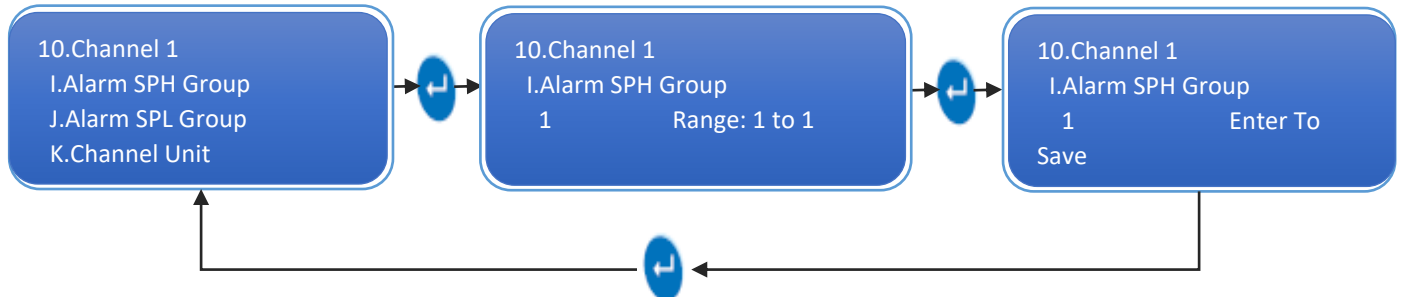 10.Channel 1
I.Alarm SPH Group
J.Alarm SPL Group
K.Channel Unit
10.Channel 1
I.Alarm SPH Group
1 Range: 1 to 1
10.Channel 1
I.Alarm SPH Group
1 Enter To
Save